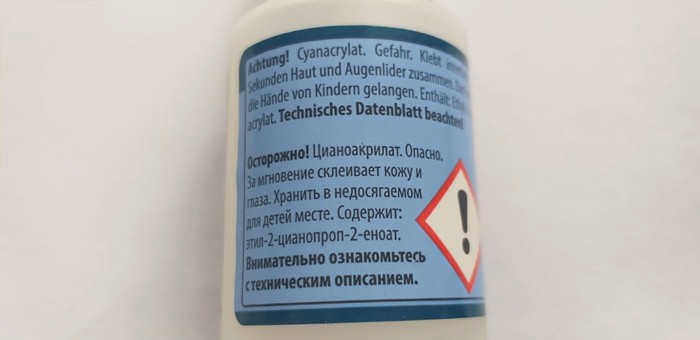 Achtung! Cyanacrylat. Gefahr. Klebt
Sekunden Haut und Augenlider zusammen.
die Hände von Kindern gelangen. Enthält:
acrylat. Technisches Datenblatt beachten!
Осторожно! Цианоакрилат. Опасно.
За мгновение склеивает кожу и
глаза. Хранить в недосягаемом
для детей месте. Содержит:
этил-2-цианопроп-2-еноат.
Внимательно ознакомьтесь
с техническим описанием.